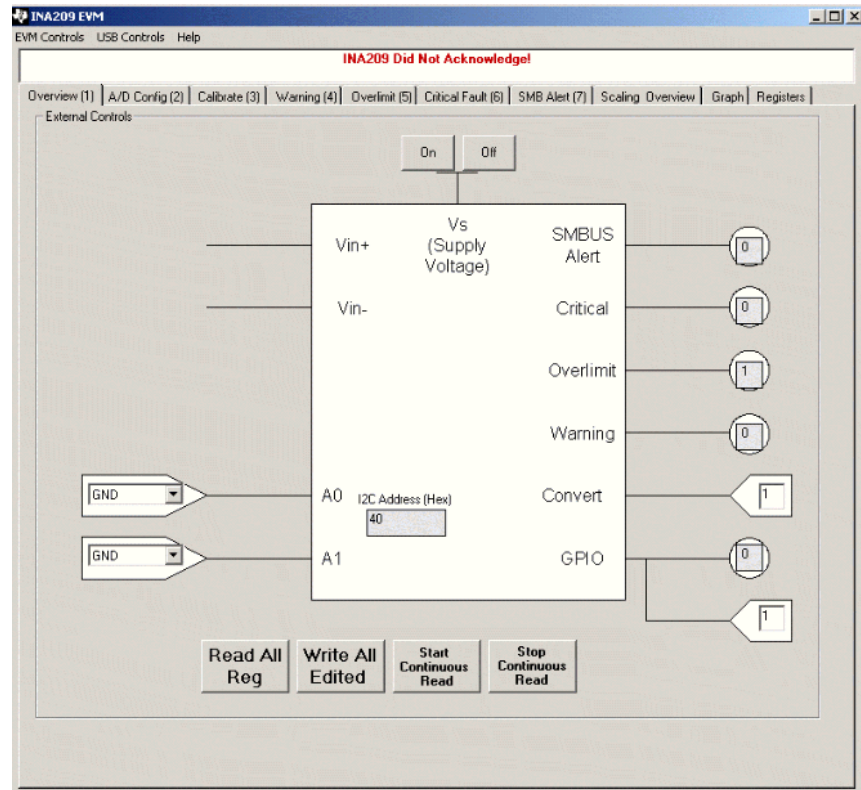 INA209 EVM
EVM Controls USB Controls Help
INA209 Did Not Acknowledge!
Overview (1) A/D Config (2) Calibrate (3) Warning (4) Overlimit (5) Critical Fault (6) SMB Alert (7) Scaling Overview Graph Registers
External Controls
On Off
Vin+
Vs
(Supply
Voltage)
SMBUS
Alert
0
Vin-
Critical
0
Overlimit
1
Warning
0
GND
A0
I2C Address (Hex)
40
Convert
1
GND
A1
GPIO
0
1
Read All
Reg
Write All
Edited
Start
Continuous
Read
Stop
Continuous
Read